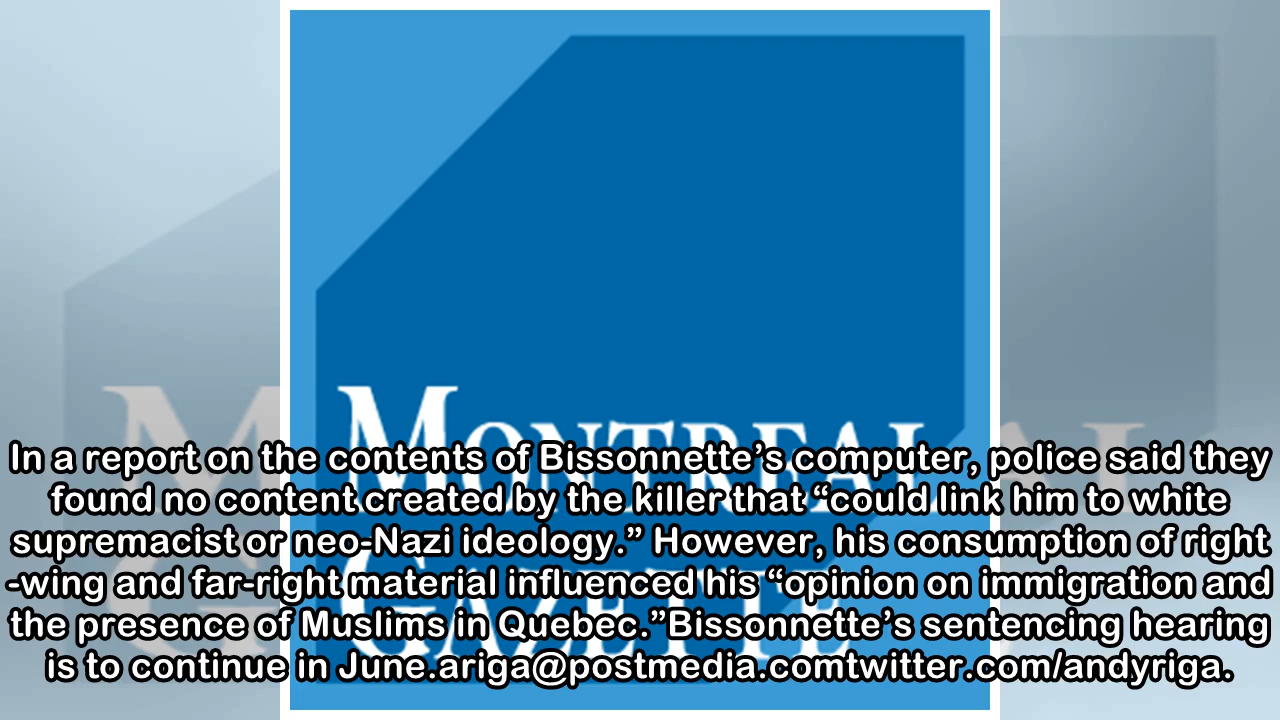 MONTREAL
GAZETTE
In a report on the contents of Bissonnette’s computer, police said they
found no content created by the killer that “could link him to white
supremacist or neo-Nazi ideology.” However, his consumption of right
-wing and far-right material influenced his “opinion on immigration and
the presence of Muslims in Quebec.”Bissonnette’s sentencing hearing
is to continue in June.ariga@postmedia.comtwitter.com/andyriga.